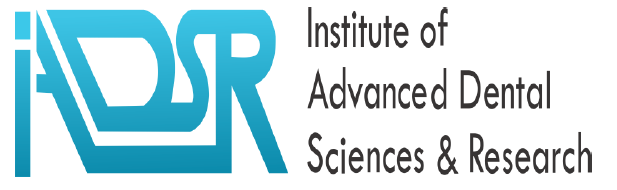 iADSR
Institute of
Advanced Dental
Sciences & Research